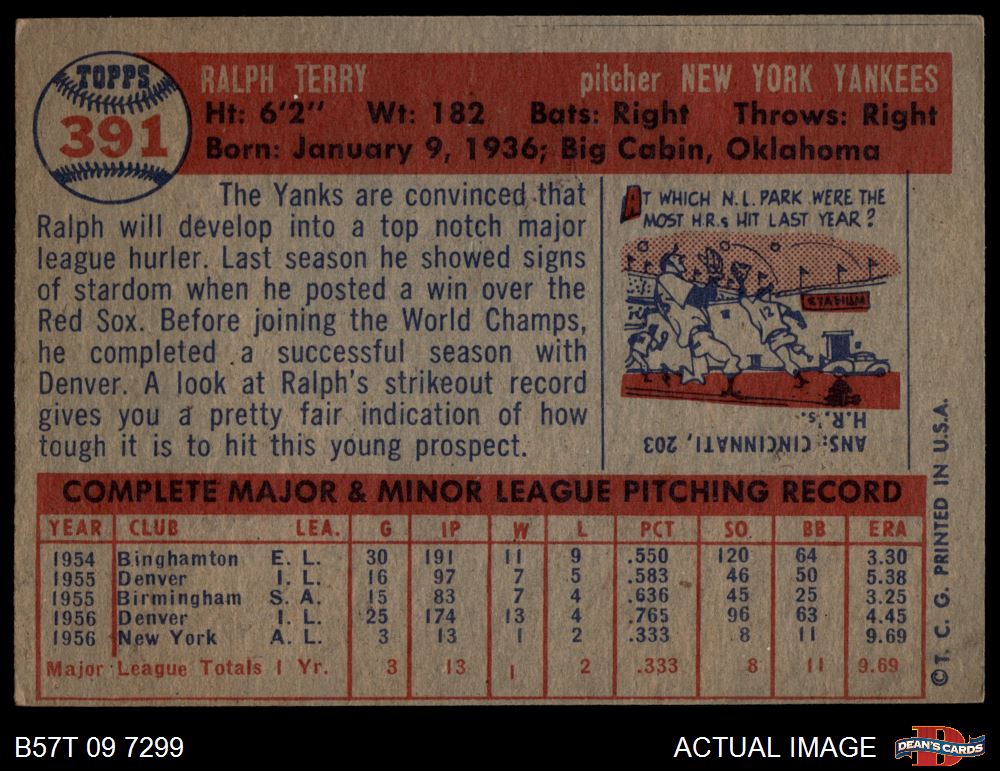 TOPPS
391
RALPH TERRY pitcher NEW YORK YANKEES
Ht: 6'2" Wt: 182 Bats: Right Throws: Right
Born: January 9, 1936; Big Cabin, Oklahoma
The Yanks are convinced that
Ralph will develop into a top notch major
league hurler. Last season he showed signs
of stardom when he posted a win over the
Red Sox. Before joining the World Champs,
he completed a successful season with
Denver. A look at Ralph's strikeout record
gives you a pretty fair indication of how
tough it is to hit this young prospect.
AT WHICH N.L. PARK WERE THE
MOST H.R.s HIT LAST YEAR?
STADIUM
12
ANS: CINCINNATI, 203
H.R.'s.
COMPLETE MAJOR & MINOR LEAGUE PITCHING RECORD
YEAR CLUB LEA. G IP W L PCT SO. BB ERA
1954 Binghamton E. L. 30 191 11 9 .550 120 64 3.30
1955 Denver I. L. 16 97 7 5 .583 46 50 5.38
1955 Birmingham S. A. 15 83 7 4 .636 45 25 3.25
1956 Denver I. L. 25 174 13 4 .765 96 63 4.45
1956 New York A. L. 3 13 1 2 .333 8 11 9.69
Major League Totals 1 Yr. 3 13 1 2 .333 8 11 9.69
©T. C. G. PRINTED IN U.S.A.
B57T 09 7299
ACTUAL IMAGE
DEAN'S CARDS